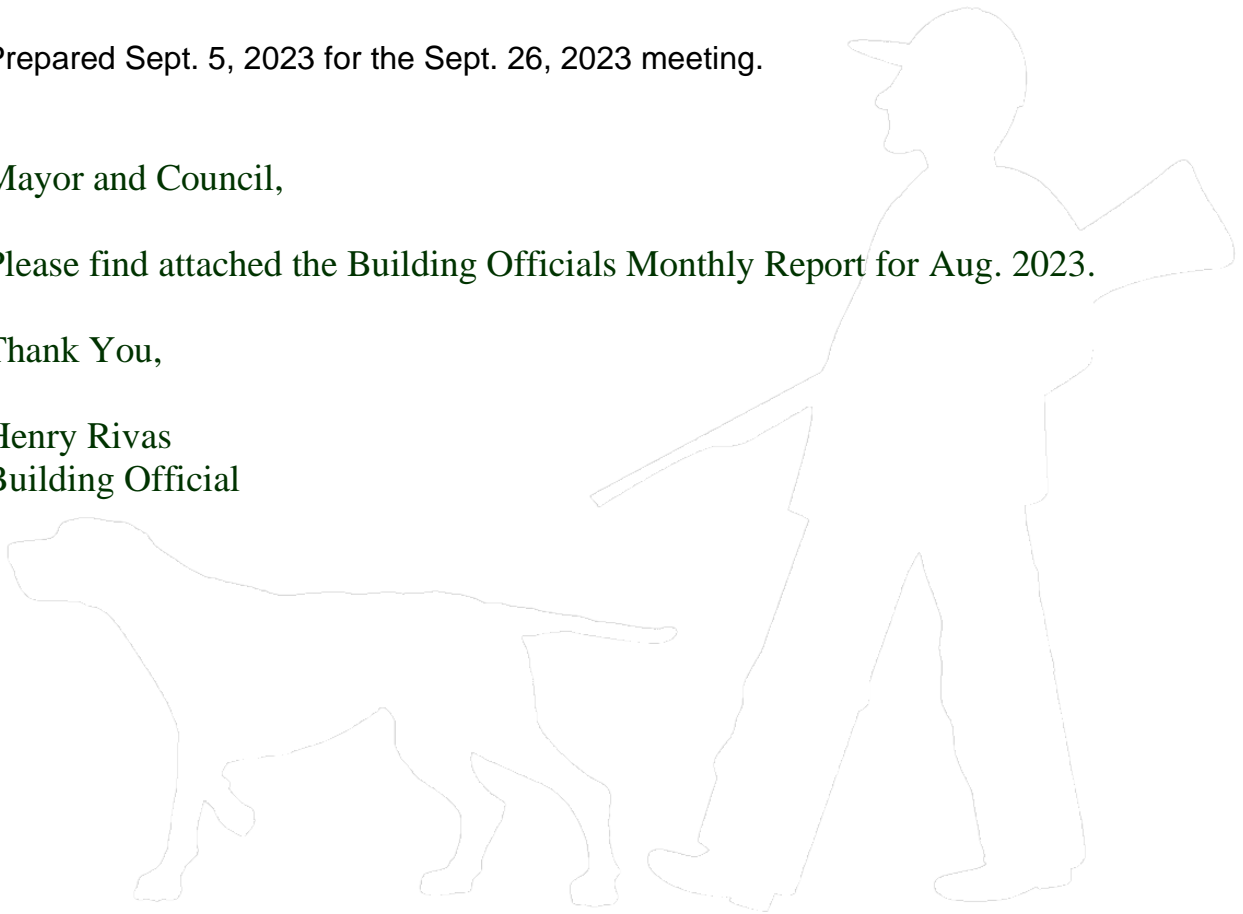 Prepared Sept. 5, 2023 for the Sept. 26, 2023 meeting.
Mayor and Council,
Please find attached the Building Officials Monthly Report for Aug. 2023.
Thank You,
Henry Rivas
Building Official